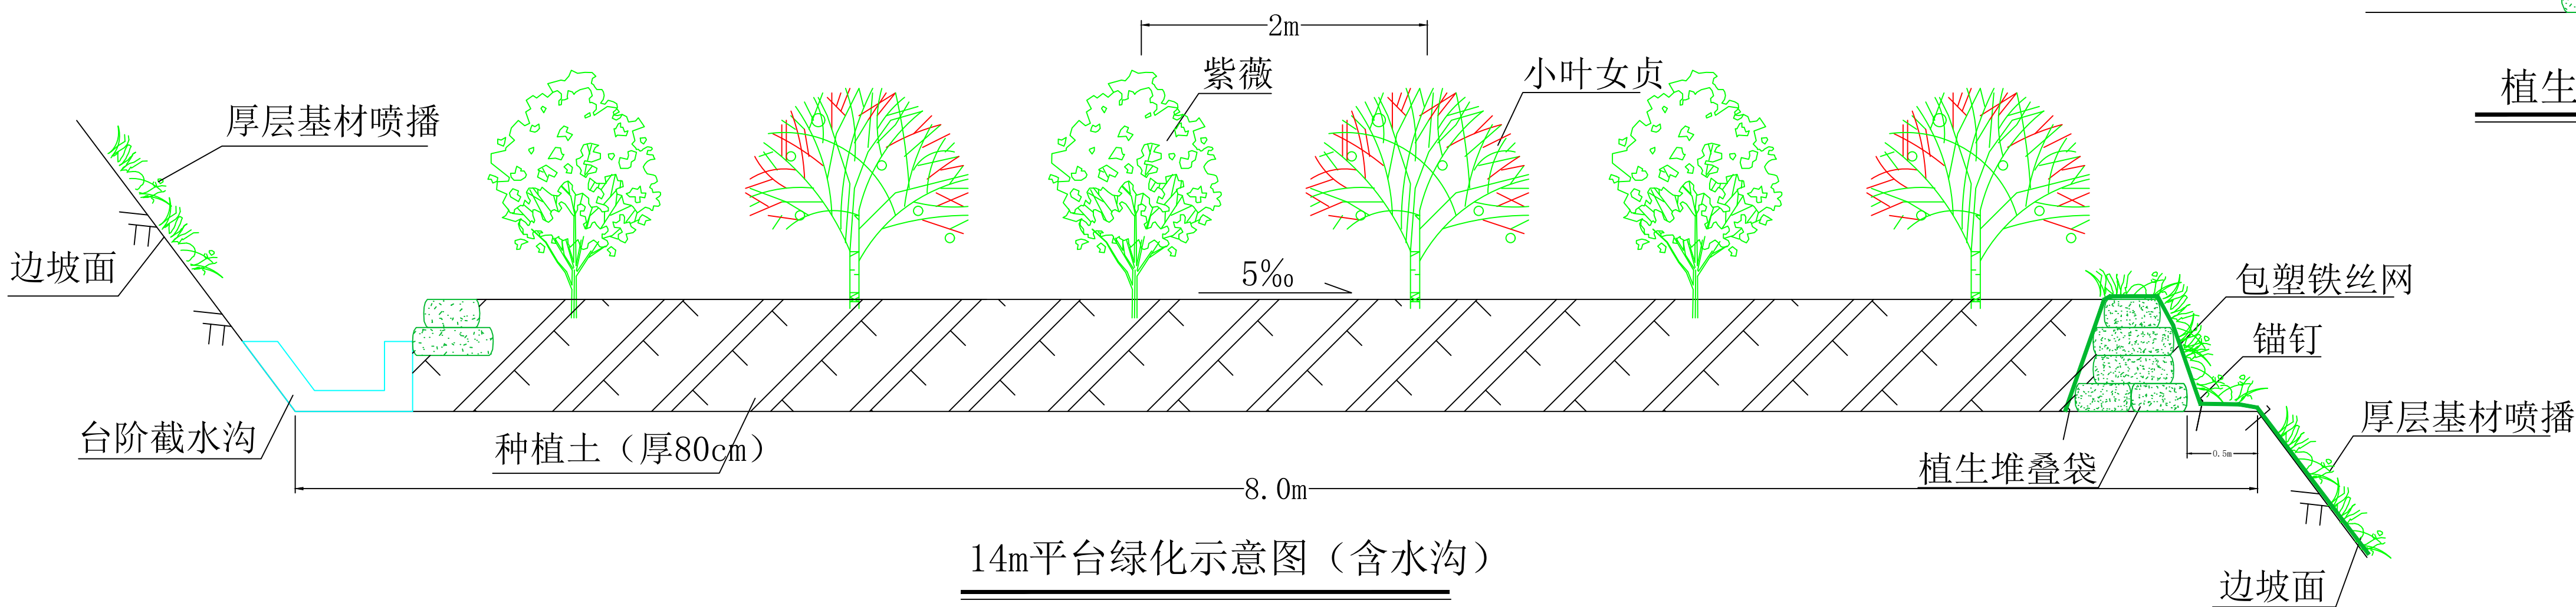 2m
植生
紫薇
小叶女贞
厚层基材喷播
边坡面
5‰
包塑铁丝网
锚钉
厚层基材喷播
台阶截水沟
种植土（厚80cm）
植生堆叠袋
0.5m
8.0m
14m平台绿化示意图（含水沟）
边坡面